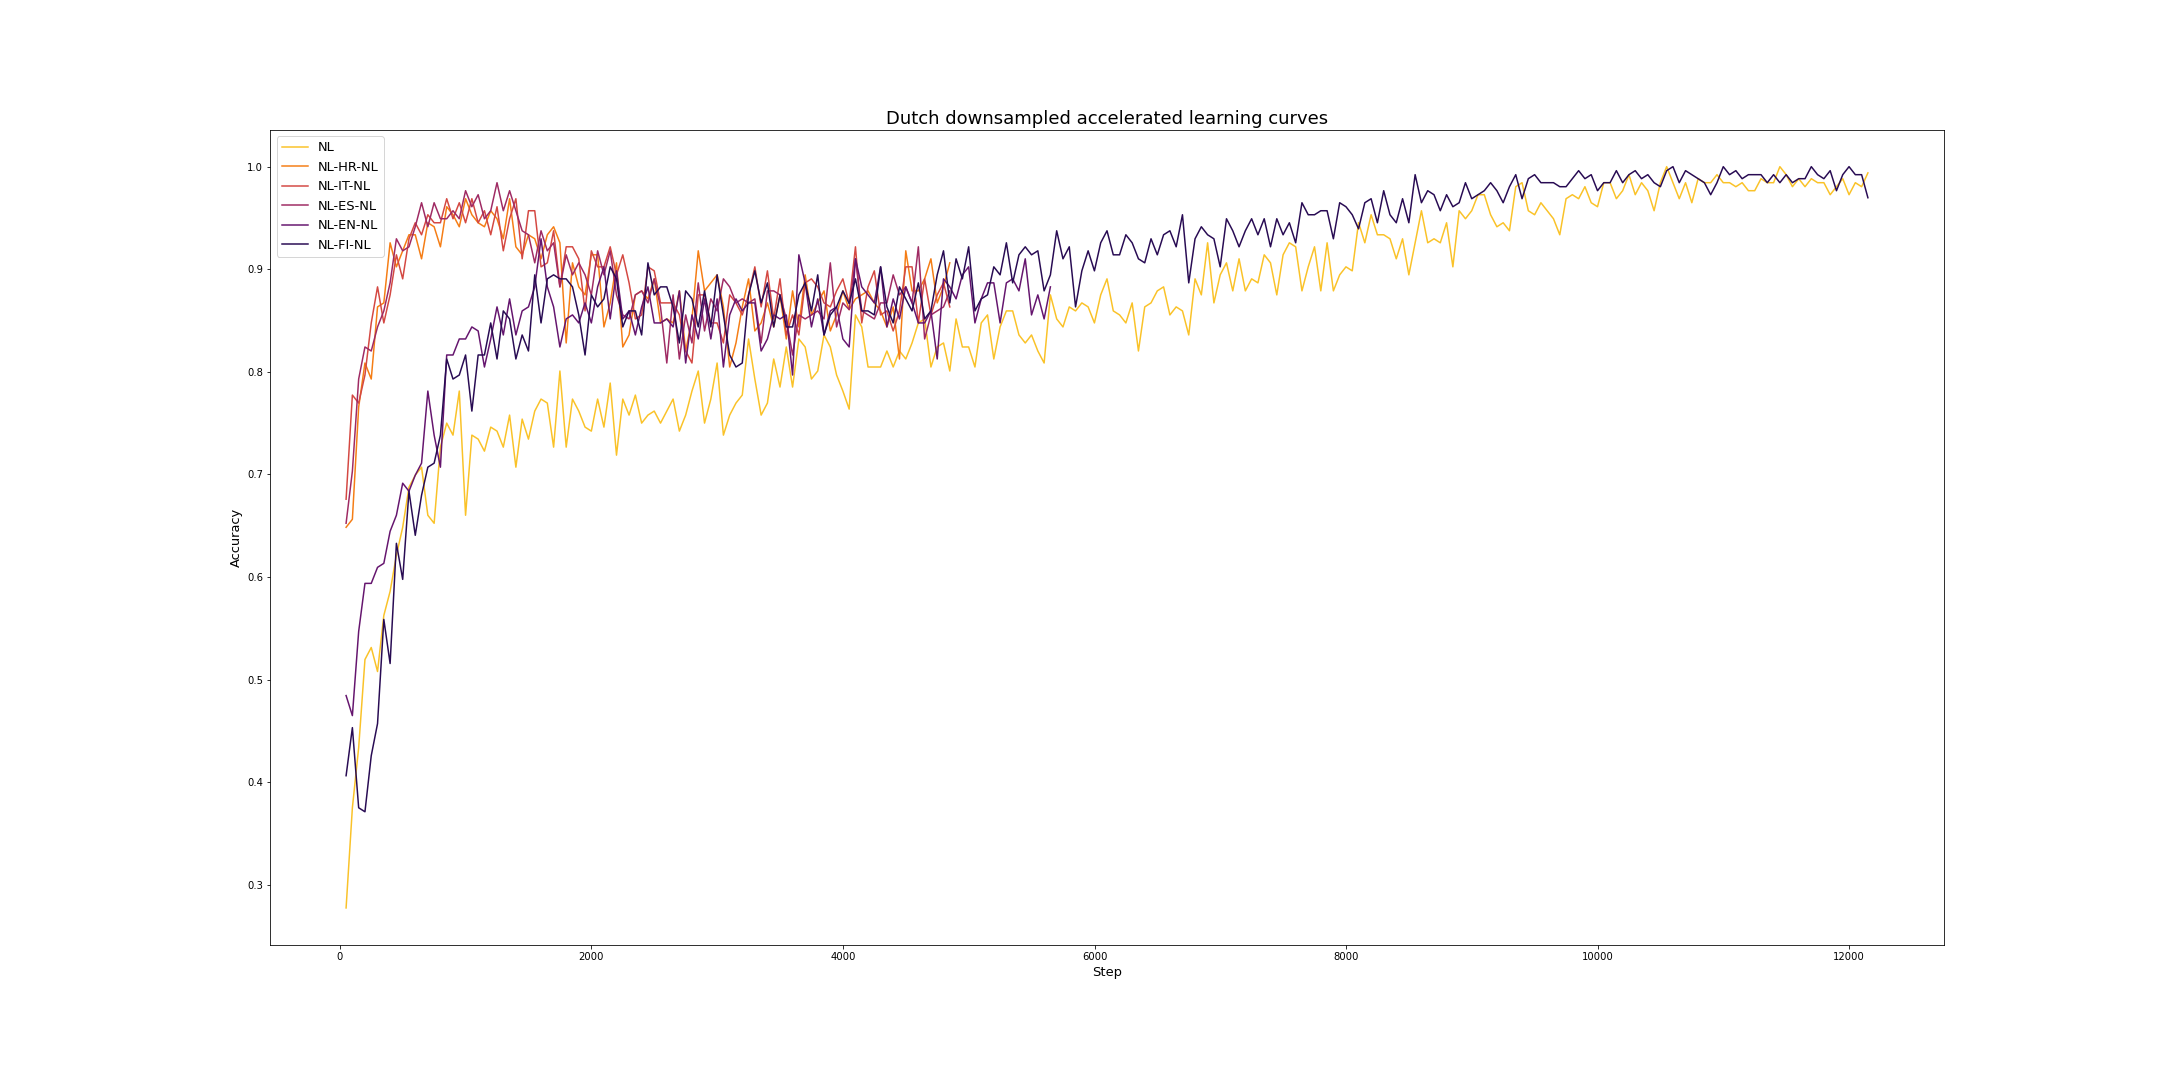 Dutch downsampled accelerated learning curves
NL
NL-HR-NL
NL-IT-NL
NL-ES-NL
NL-EN-NL
NL-FI-NL
1.0
0.9
0.8
0.7
0.6
0.5
0.4
0.3
Accuracy
0 2000 4000 6000 8000 10000 12000
Step